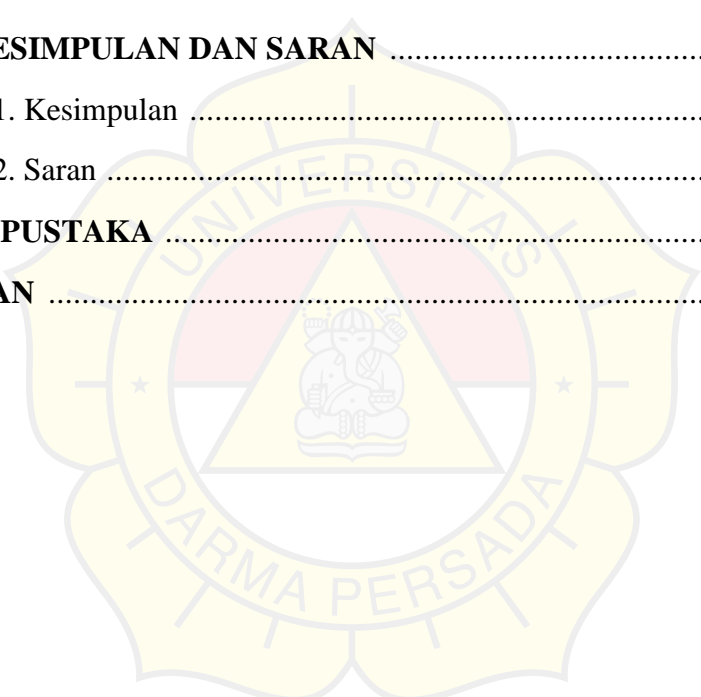 ESIMPULAN DAN SARAN ........................................
1. Kesimpulan ................................................................
2. Saran ...........................................................................
PUSTAKA ....................................................................
AN ..................................................................................
UNIVERSITAS
DARMA PERSADA